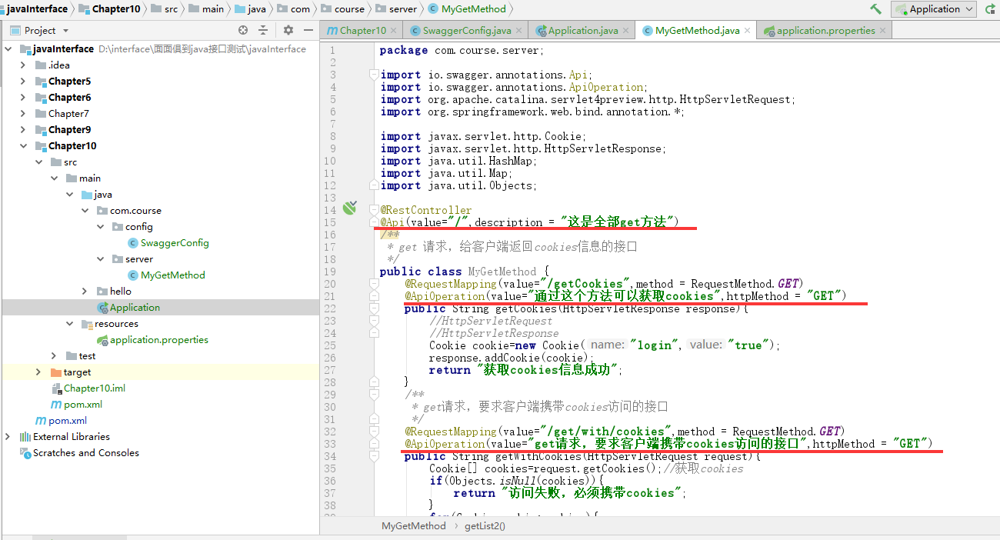 javaInterface Chapter10 src main java com course server MyGetMethod Application
Project
Chapter10 SwaggerConfig.java Application.java MyGetMethod.java application.properties
javaInterface D:\interface\面面俱到java接口测试\javaInterface
.idea
Chapter5
Chapter6
Chapter7
Chapter9
Chapter10
src
main
java
com.course
config
SwaggerConfig
server
MyGetMethod
hello
Application
resources
application.properties
test
target
Chapter10.iml
pom.xml
pom.xml
External Libraries
Scratches and Consoles
1 package com.course.server;
2
3 import io.swagger.annotations.Api;
4 import io.swagger.annotations.ApiOperation;
5 import org.apache.catalina.servlet4preview.http.HttpServletRequest;
6 import org.springframework.web.bind.annotation.*;
7
8 import javax.servlet.http.Cookie;
9 import javax.servlet.http.HttpServletResponse;
10 import java.util.HashMap;
11 import java.util.Map;
12 import java.util.Objects;
13
14 @RestController
15 @Api(value="/",description = "这是全部get方法")
16 /**
17 * get 请求，给客户端返回cookies信息的接口
18 */
19 public class MyGetMethod {
20 @RequestMapping(value="/getCookies",method = RequestMethod.GET)
21 @ApiOperation(value="通过这个方法可以获取cookies",httpMethod = "GET")
22 public String getCookies(HttpServletResponse response){
23 //HttpServletRequest
24 //HttpServletResponse
25 Cookie cookie=new Cookie( name: "login", value: "true");
26 response.addCookie(cookie);
27 return "获取cookies信息成功";
28 }
29 /**
30 * get请求，要求客户端携带cookies访问的接口
31 */
32 @RequestMapping(value="/get/with/cookies",method = RequestMethod.GET)
33 @ApiOperation(value="get请求，要求客户端携带cookies访问的接口",httpMethod = "GET")
34 public String getWithCookies(HttpServletRequest request){
35 Cookie[] cookies=request.getCookies();//获取cookies
36 if(Objects.isNull(cookies)){
37 return "访问失败，必须携带cookies";
38 }
MyGetMethod getList2()